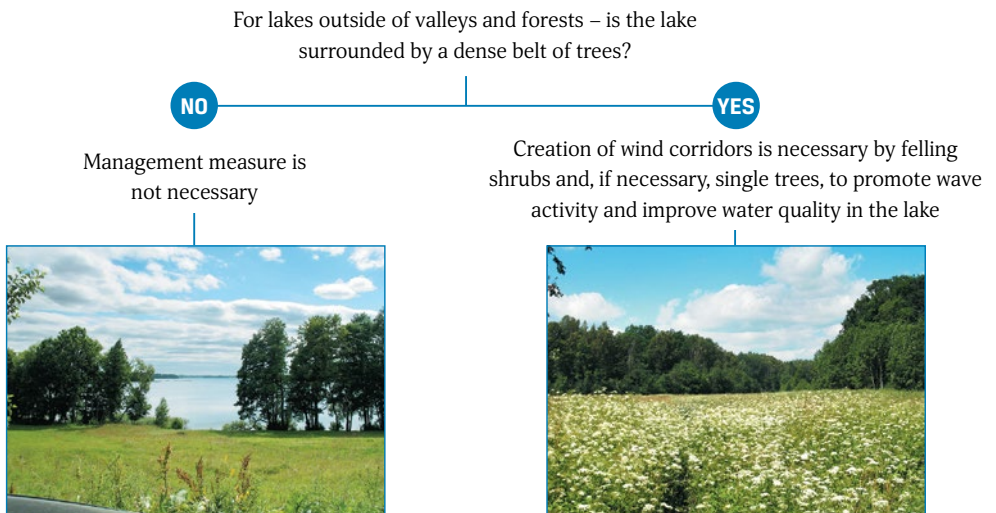 For lakes outside of valleys and forests – is the lake
surrounded by a dense belt of trees?
NO
YES
Management measure is
not necessary
Creation of wind corridors is necessary by felling
shrubs and, if necessary, single trees, to promote wave
activity and improve water quality in the lake